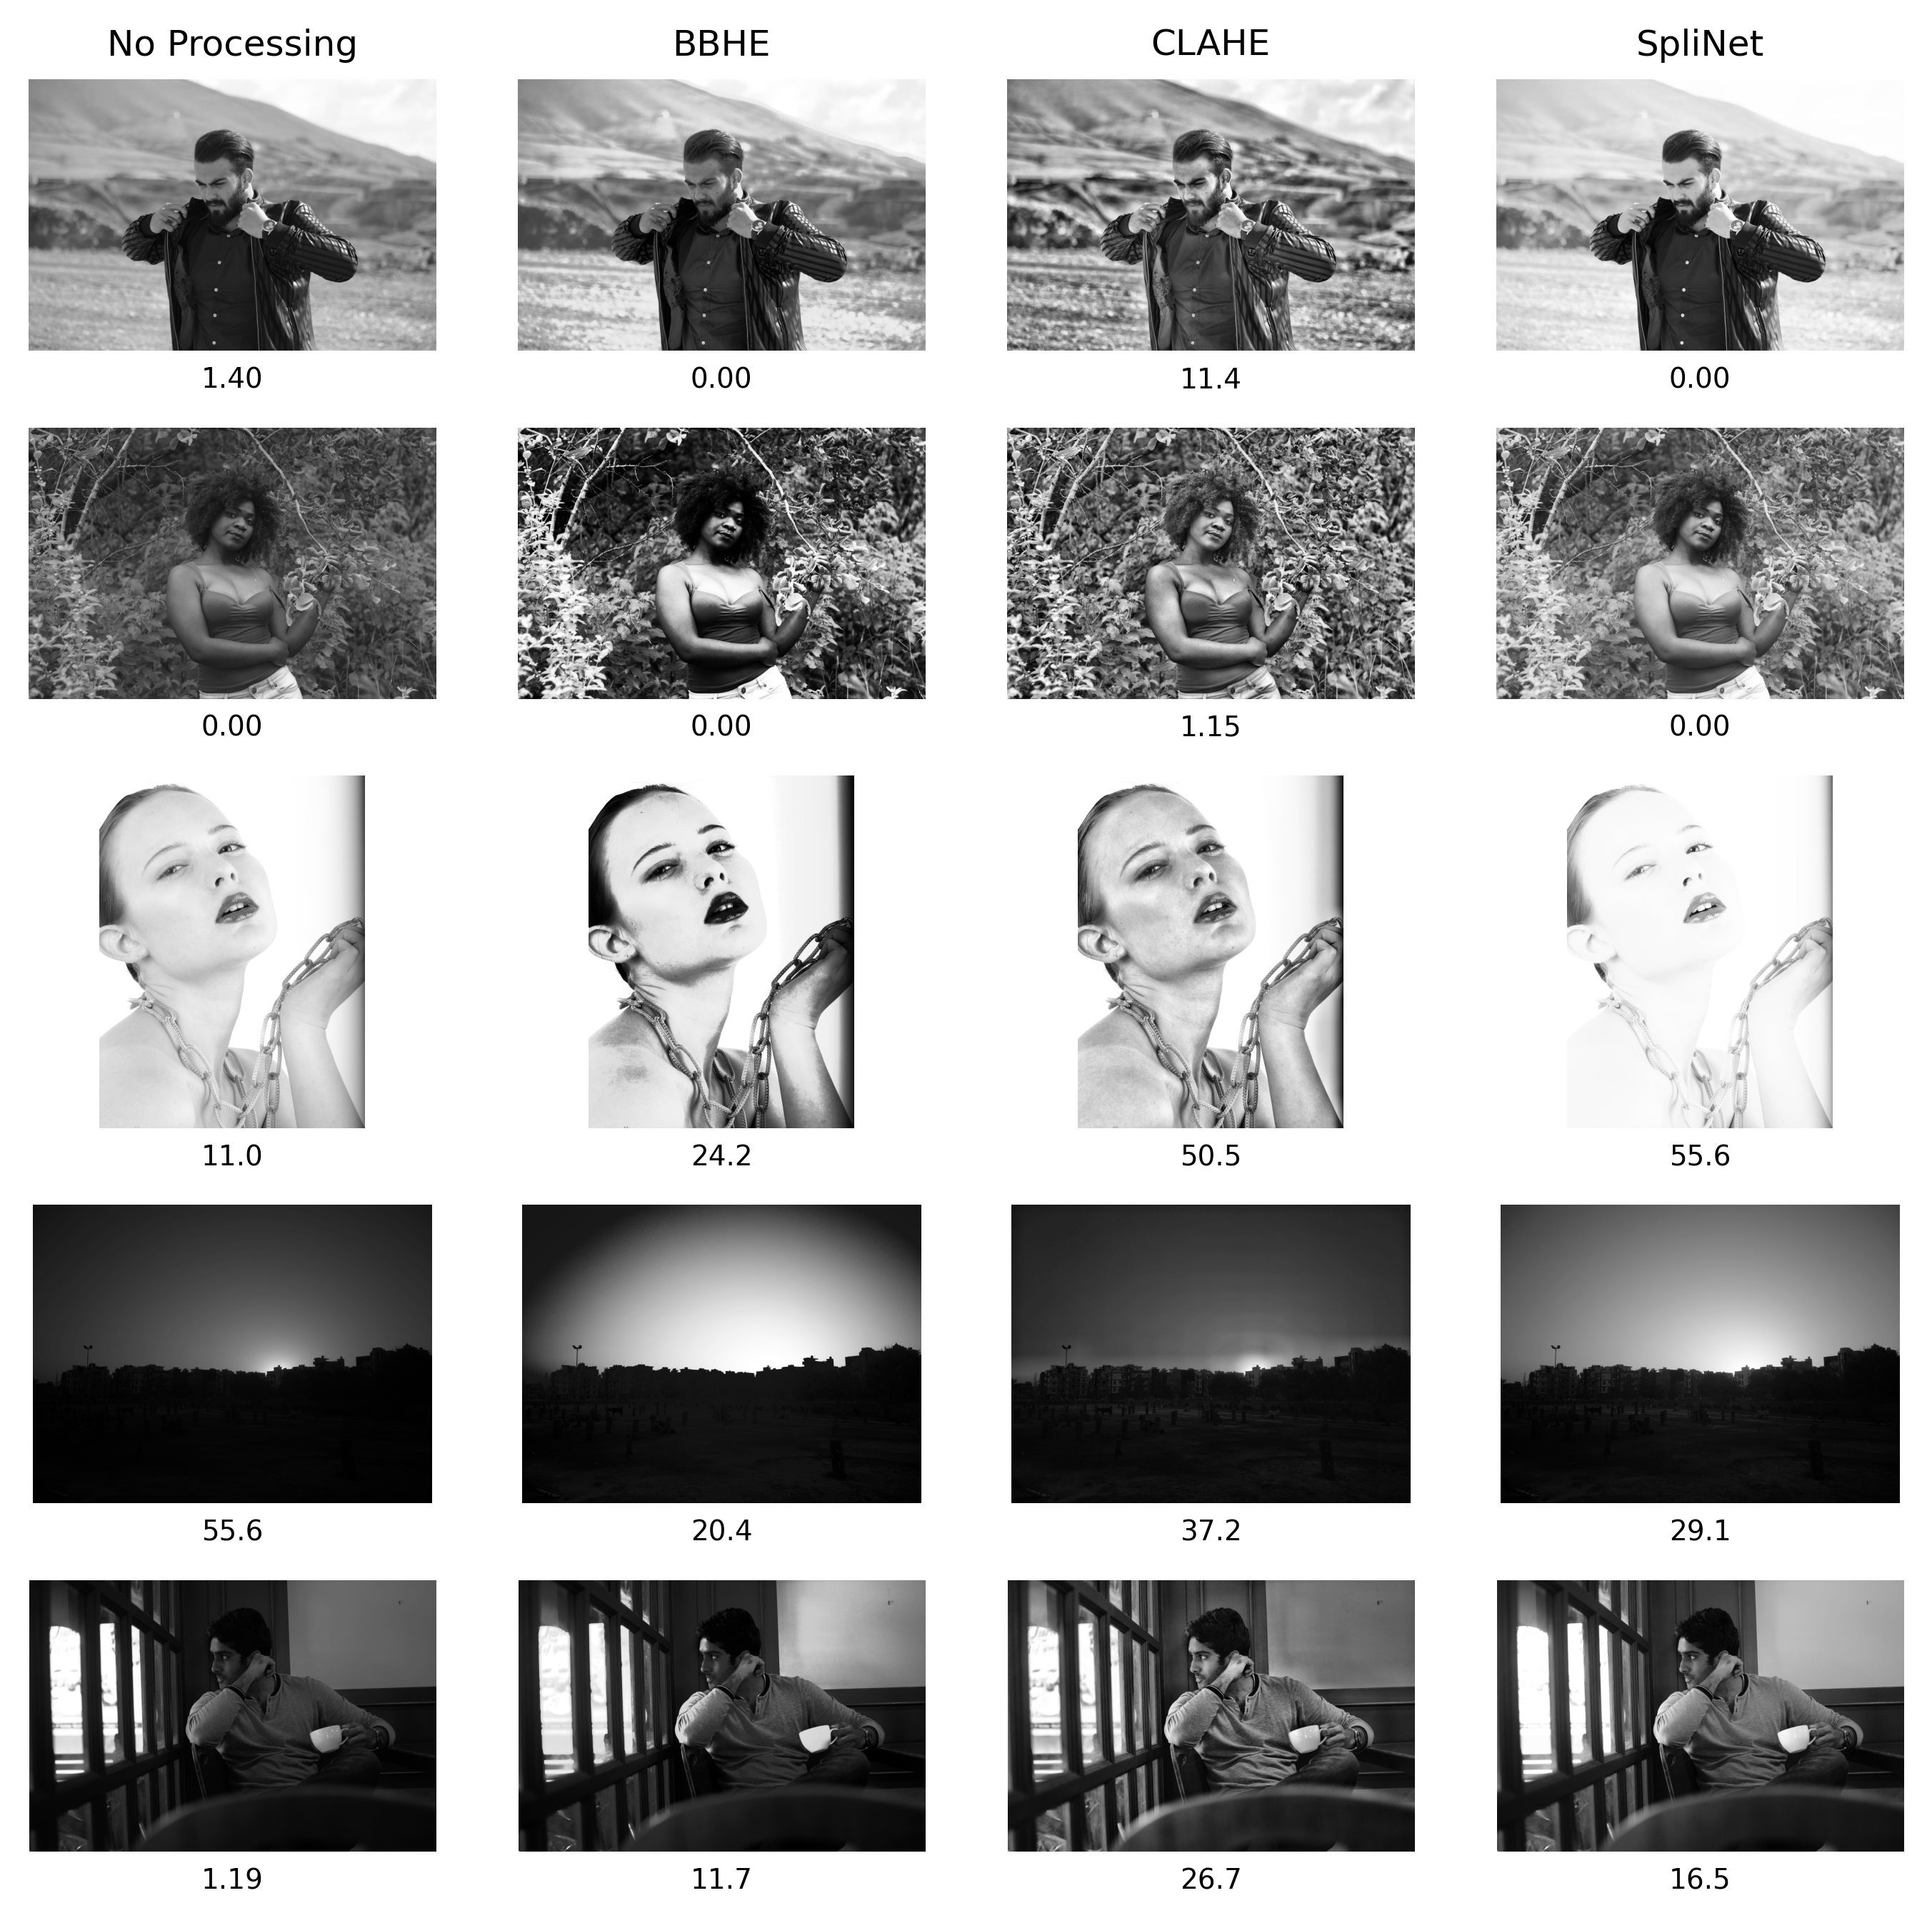 No Processing BBHE CLAHE SpliNet
1.40 0.00 11.4 0.00
0.00 0.00 1.15 0.00
11.0 24.2 50.5 55.6
55.6 20.4 37.2 29.1
1.19 11.7 26.7 16.5